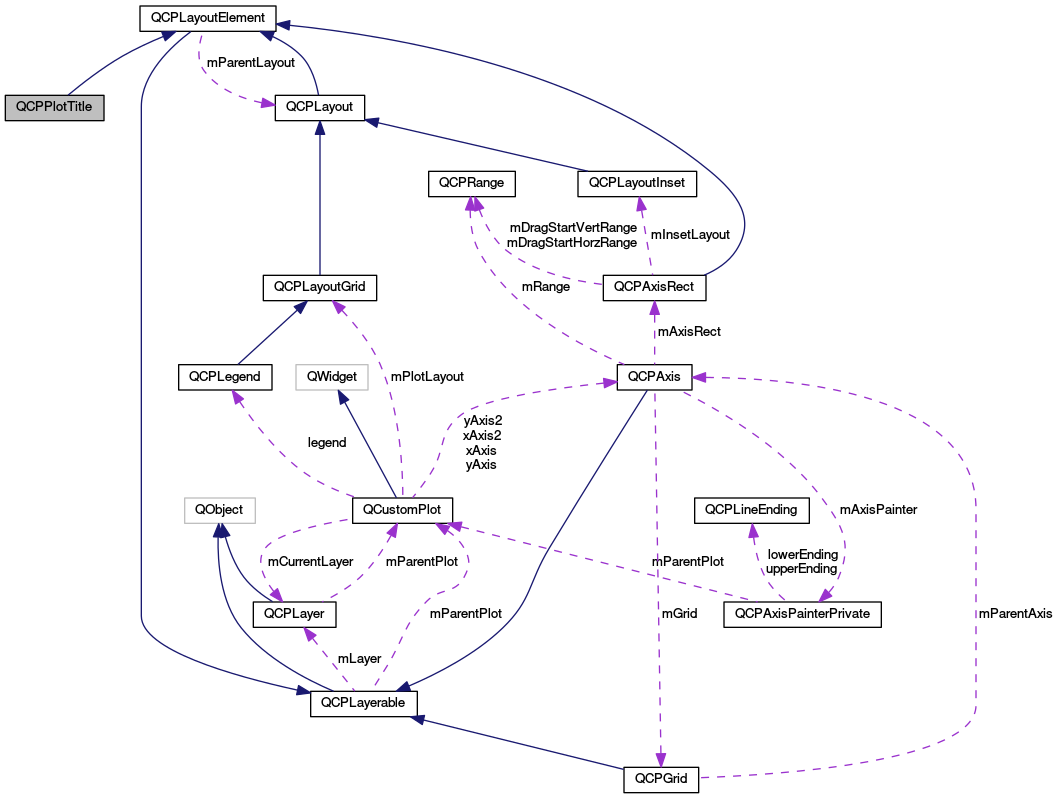 QCPLayoutElement
mParentLayout
QCPPlotTitle
QCPLayout
QCPRange
QCPLayoutInset
mDragStartVertRange
mDragStartHorzRange
mInsetLayout
QCPLayoutGrid
mRange
QCPAxisRect
mAxisRect
QCPLegend
QWidget
mPlotLayout
QCPAxis
legend
yAxis2
xAxis2
xAxis
yAxis
QObject
QCustomPlot
QCPLineEnding
mAxisPainter
mCurrentLayer
mParentPlot
mParentPlot
lowerEnding
upperEnding
QCPLayer
mParentPlot
mGrid
QCPAxisPainterPrivate
mParentAxis
mLayer
QCPLayerable
QCPGrid